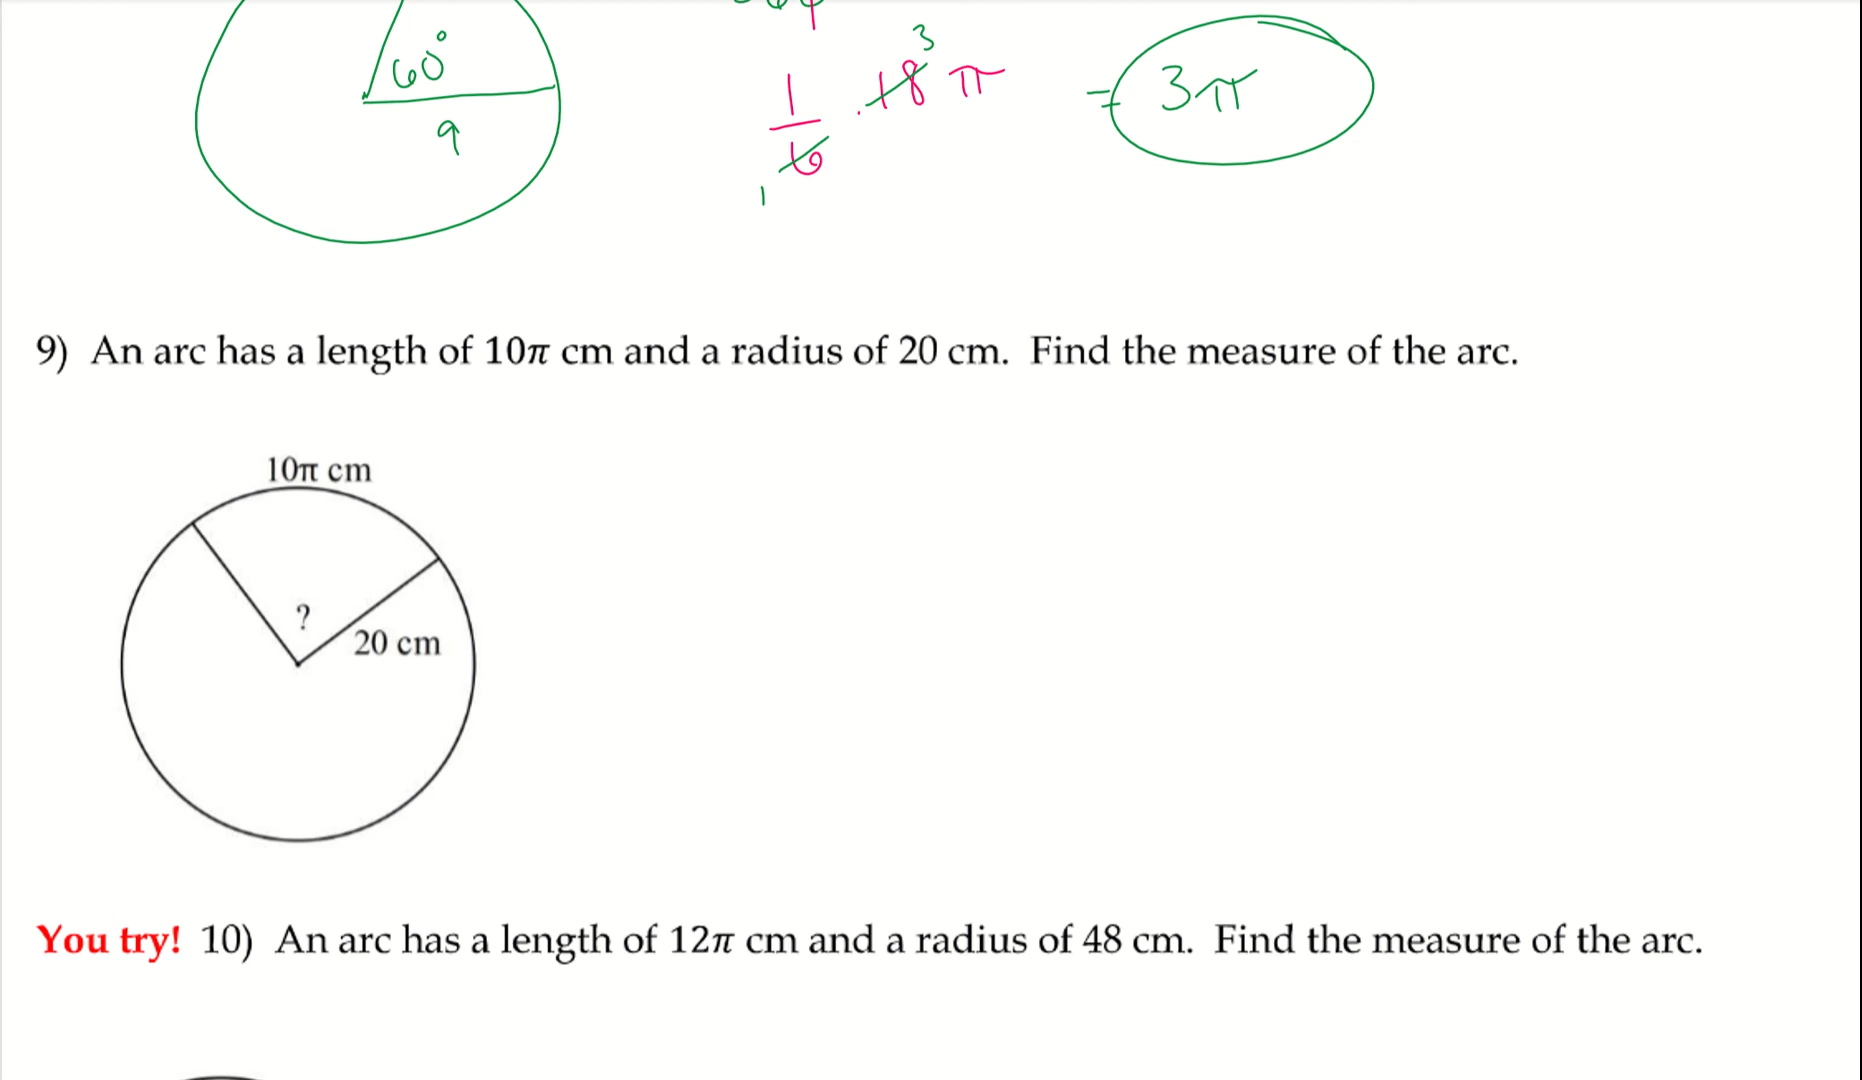 60°
9
1/6 · 18 π
3
1
= 3π
9) An arc has a length of 10π cm and a radius of 20 cm. Find the measure of the arc.
10π cm
?
20 cm
You try! 10) An arc has a length of 12π cm and a radius of 48 cm. Find the measure of the arc.